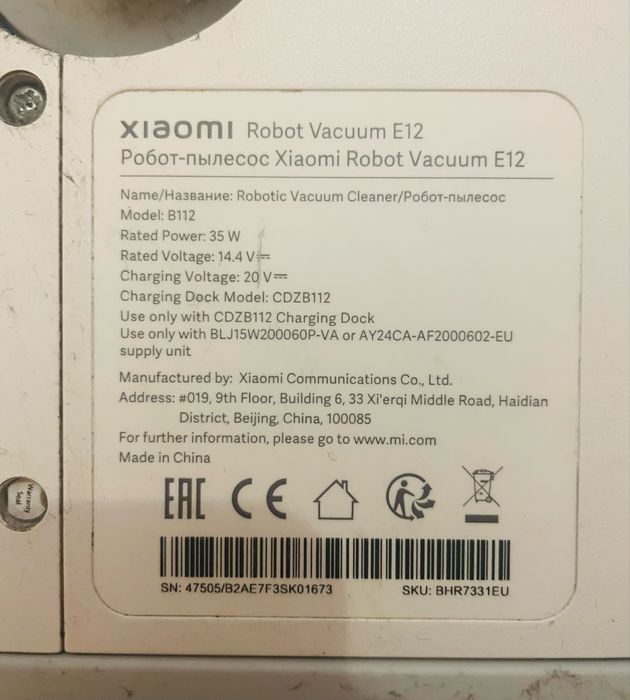 xiaomi Robot Vacuum E12
Робот-пылесос Xiaomi Robot Vacuum E12
Name/Название: Robotic Vacuum Cleaner/Робот-пылесос
Model: B112
Rated Power: 35 W
Rated Voltage: 14.4 V⎓
Charging Voltage: 20 V⎓
Charging Dock Model: CDZB112
Use only with CDZB112 Charging Dock
Use only with BLJ15W200060P-VA or AY24CA-AF2000602-EU
supply unit
Manufactured by: Xiaomi Communications Co., Ltd.
Address: #019, 9th Floor, Building 6, 33 Xi'erqi Middle Road, Haidian
District, Beijing, China, 100085
For further information, please go to www.mi.com
Made in China
Warranty
Seal
EAC CE
SN: 47505/B2AE7F3SK01673 SKU: BHR7331EU